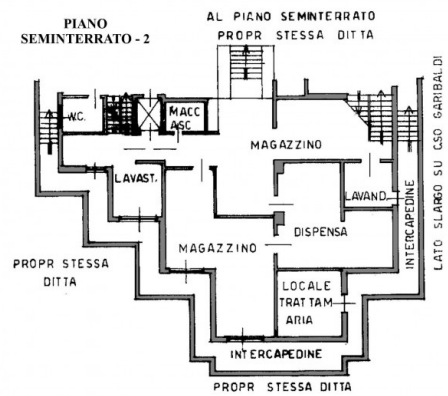 PIANO
SEMINTERRATO - 2
AL PIANO SEMINTERRATO
PROPR STESSA DITTA
W.C.
MACC
ASC
MAGAZZINO
LAVAST.
LAVAND.
DISPENSA
MAGAZZINO
LOCALE
TRATTAM
ARIA
INTERCAPEDINE
INTERCAPEDINE
LATO SLARGO SU C.SO GARIBALDI
PROPR STESSA
DITTA
PROPR STESSA DITTA